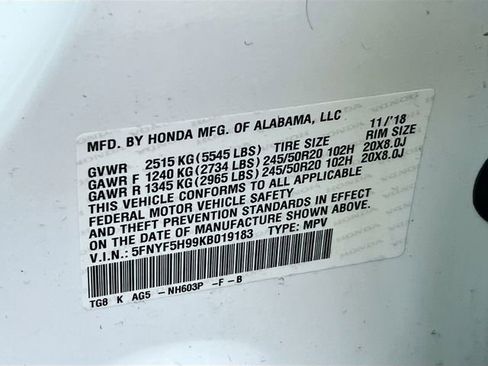 MFD. BY HONDA MFG. OF ALABAMA, LLC 11/'18
TIRE SIZE RIM SIZE
GVWR 2515 KG (5545 LBS)
GAWR F 1240 KG (2734 LBS) 245/50R20 102H 20X8.0J
GAWR R 1345 KG (2965 LBS) 245/50R20 102H 20X8.0J
THIS VEHICLE CONFORMS TO ALL APPLICABLE
FEDERAL MOTOR VEHICLE SAFETY
AND THEFT PREVENTION STANDARDS IN EFFECT
ON THE DATE OF MANUFACTURE SHOWN ABOVE.
V.I.N.: 5FNYF5H99KB019183 TYPE: MPV
TG8 K AG5 -NH603P -F-B